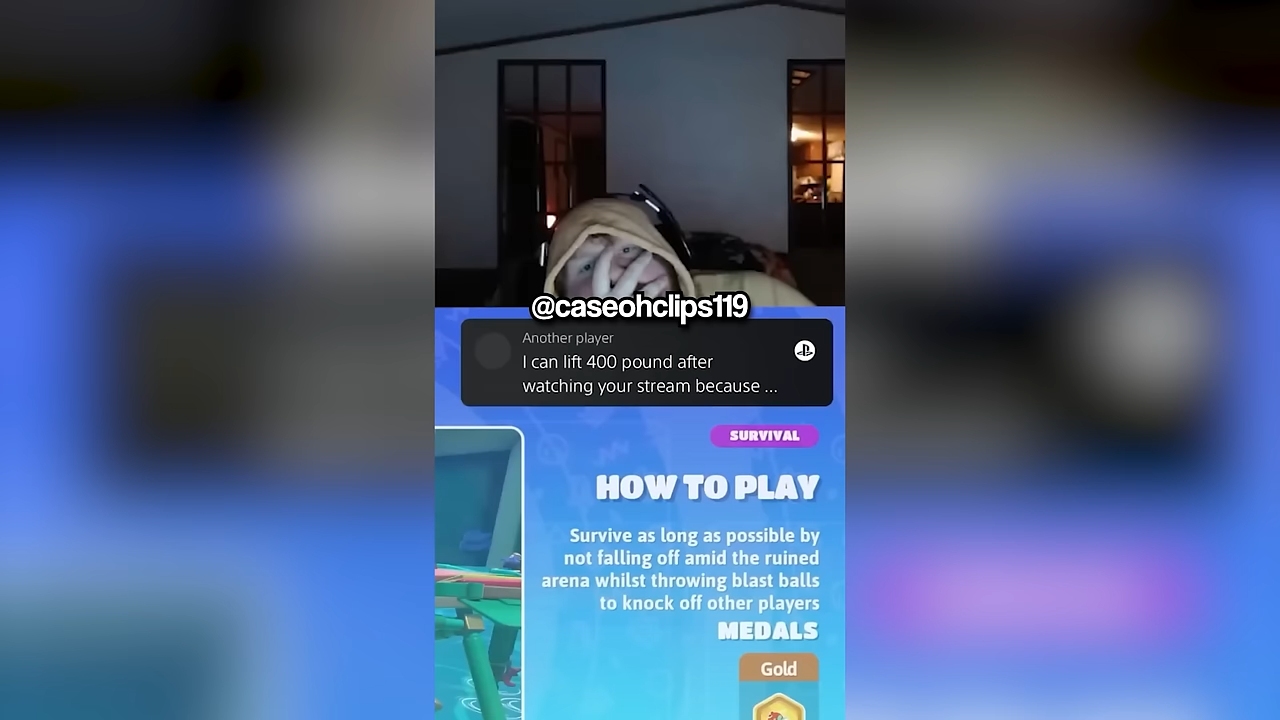 @caseohclips119
Another player
I can lift 400 pound after
watching your stream because ...
SURVIVAL
HOW TO PLAY
Survive as long as possible by
not falling off amid the ruined
arena whilst throwing blast balls
to knock off other players
MEDALS
Gold